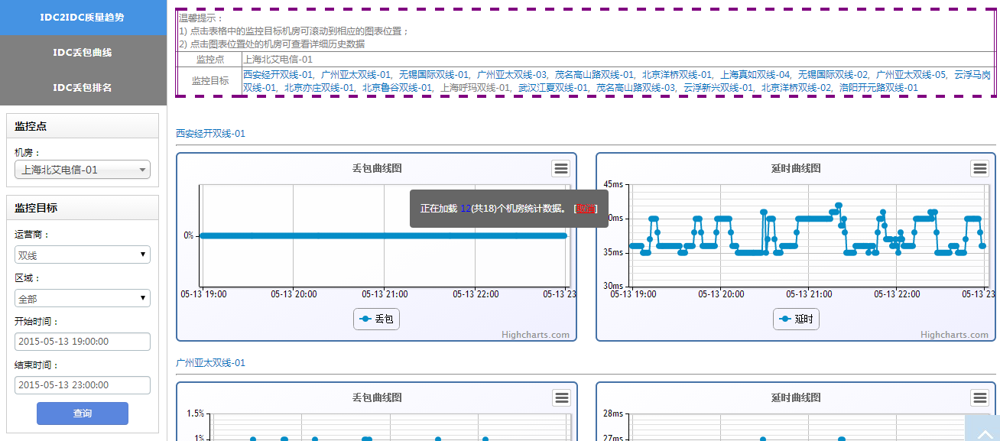 IDC2IDC质量趋势
IDC丢包曲线
IDC丢包排名
监控点
机房：
上海北艾电信-01
监控目标
运营商：
双线
区域：
全部
开始时间：
2015-05-13 19:00:00
结束时间：
2015-05-13 23:00:00
查询
温馨提示：
1) 点击表格中的监控目标机房可滚动到相应的图表位置；
2) 点击图表位置处的机房可查看详细历史数据
监控点 上海北艾电信-01
监控目标
西安经开双线-01, 广州亚太双线-01, 无锡国际双线-01, 广州亚太双线-03, 茂名高山路双线-01, 北京洋桥双线-01, 上海真如双线-04, 无锡国际双线-02, 广州亚太双线-05, 云浮马岗
双线-01, 北京亦庄双线-01, 北京鲁谷双线-01, 上海呼玛双线-01, 武汉江夏双线-01, 茂名高山路双线-03, 云浮新兴双线-01, 北京洋桥双线-02, 洛阳开元路双线-01
西安经开双线-01
丢包曲线图
0%
05-13 19:00 05-13 20:00 05-13 21:00 05-13 22:00 05-13 23
丢包
Highcharts.com
正在加载 12(共18)个机房统计数据。 [取消]
延时曲线图
45ms
0ms
35ms
30ms
05-13 19:00 05-13 20:00 05-13 21:00 05-13 22:00 05-13 23
延时
Highcharts.com
广州亚太双线-01
丢包曲线图
1.5%
1%
延时曲线图
28ms
27ms